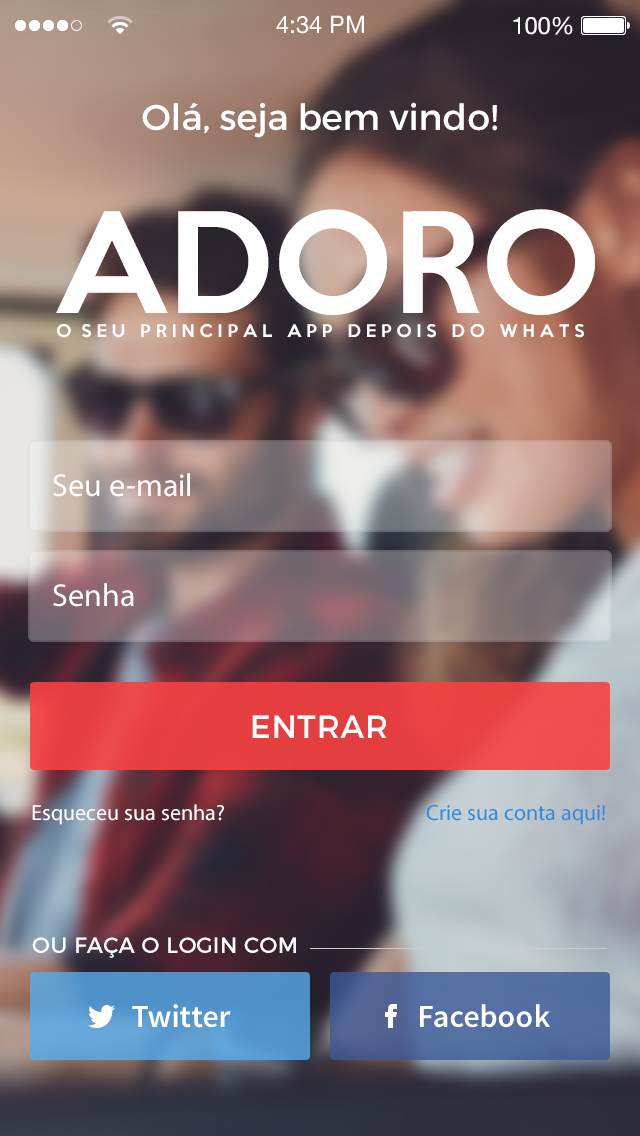 4:34 PM 100%
Olá, seja bem vindo!
ADORO
O SEU PRINCIPAL APP DEPOIS DO WHATS
Seu e-mail
Senha
ENTRAR
Esqueceu sua senha? Crie sua conta aqui!
OU FAÇA O LOGIN COM
Twitter Facebook